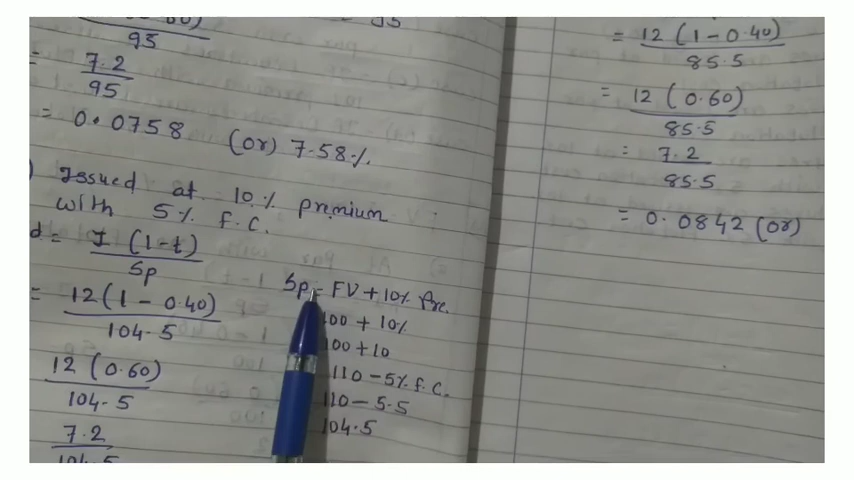 95
= 7.2
95
= 0.0758 (or) 7.58%
) Issued at 10% premium
with 5% F.C.
d = I (1-t)
Sp
= 12 (1 - 0.40)
104.5
12 (0.60)
104.5
7.2
104.5
Sp = FV + 10% Pre.
100 + 10%
100 + 10
110 - 5% f.C.
110 - 5.5
104.5
= 12 (1 - 0.40)
85.5
= 12 (0.60)
85.5
= 7.2
85.5
= 0.0842 (or)